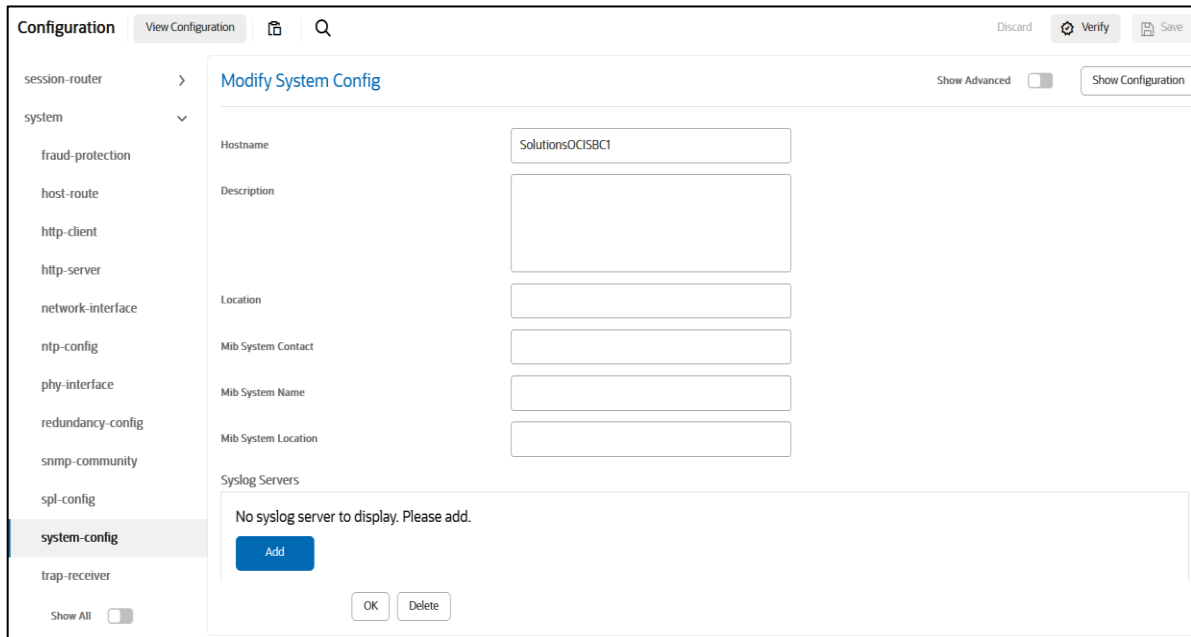 Configuration View Configuration Discard Verify Save
session-router
system
fraud-protection
host-route
http-client
http-server
network-interface
ntp-config
phy-interface
redundancy-config
snmp-community
spl-config
system-config
trap-receiver
Show All
Modify System Config Show Advanced Show Configuration
Hostname SolutionsOCISBC1
Description
Location
Mib System Contact
Mib System Name
Mib System Location
Syslog Servers
No syslog server to display. Please add.
Add
OK Delete